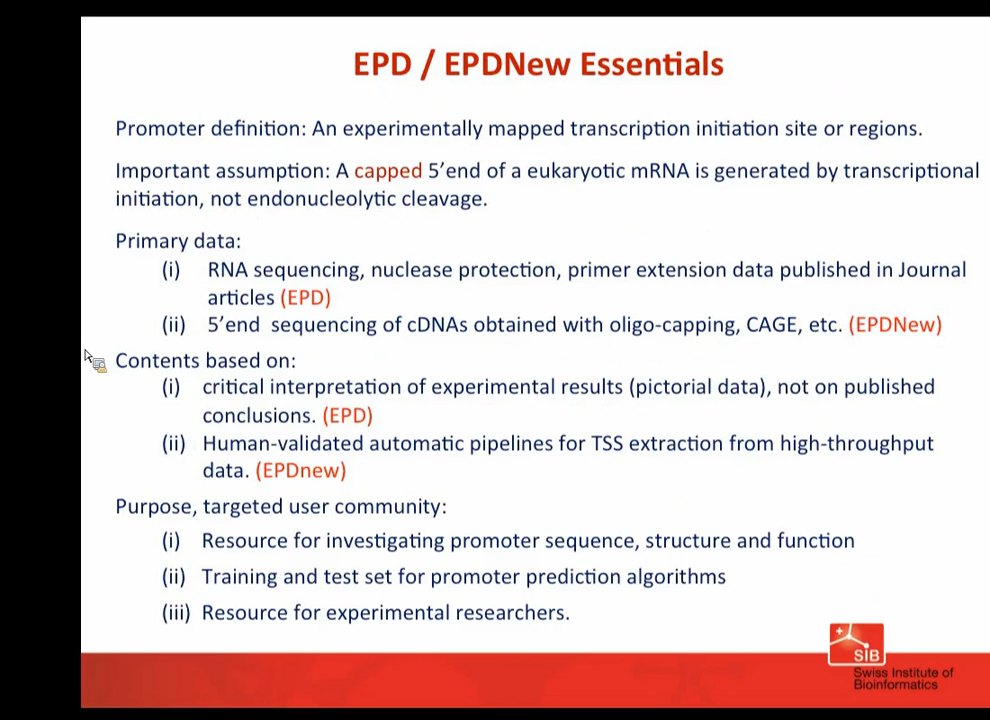 EPD / EPDNew Essentials
Promoter definition: An experimentally mapped transcription initiation site or regions.
Important assumption: A capped 5’end of a eukaryotic mRNA is generated by transcriptional
initiation, not endonucleolytic cleavage.
Primary data:
(i) RNA sequencing, nuclease protection, primer extension data published in Journal
articles (EPD)
(ii) 5’end sequencing of cDNAs obtained with oligo-capping, CAGE, etc. (EPDNew)
Contents based on:
(i) critical interpretation of experimental results (pictorial data), not on published
conclusions. (EPD)
(ii) Human-validated automatic pipelines for TSS extraction from high-throughput
data. (EPDnew)
Purpose, targeted user community:
(i) Resource for investigating promoter sequence, structure and function
(ii) Training and test set for promoter prediction algorithms
(iii) Resource for experimental researchers.
SIB
Swiss Institute of
Bioinformatics